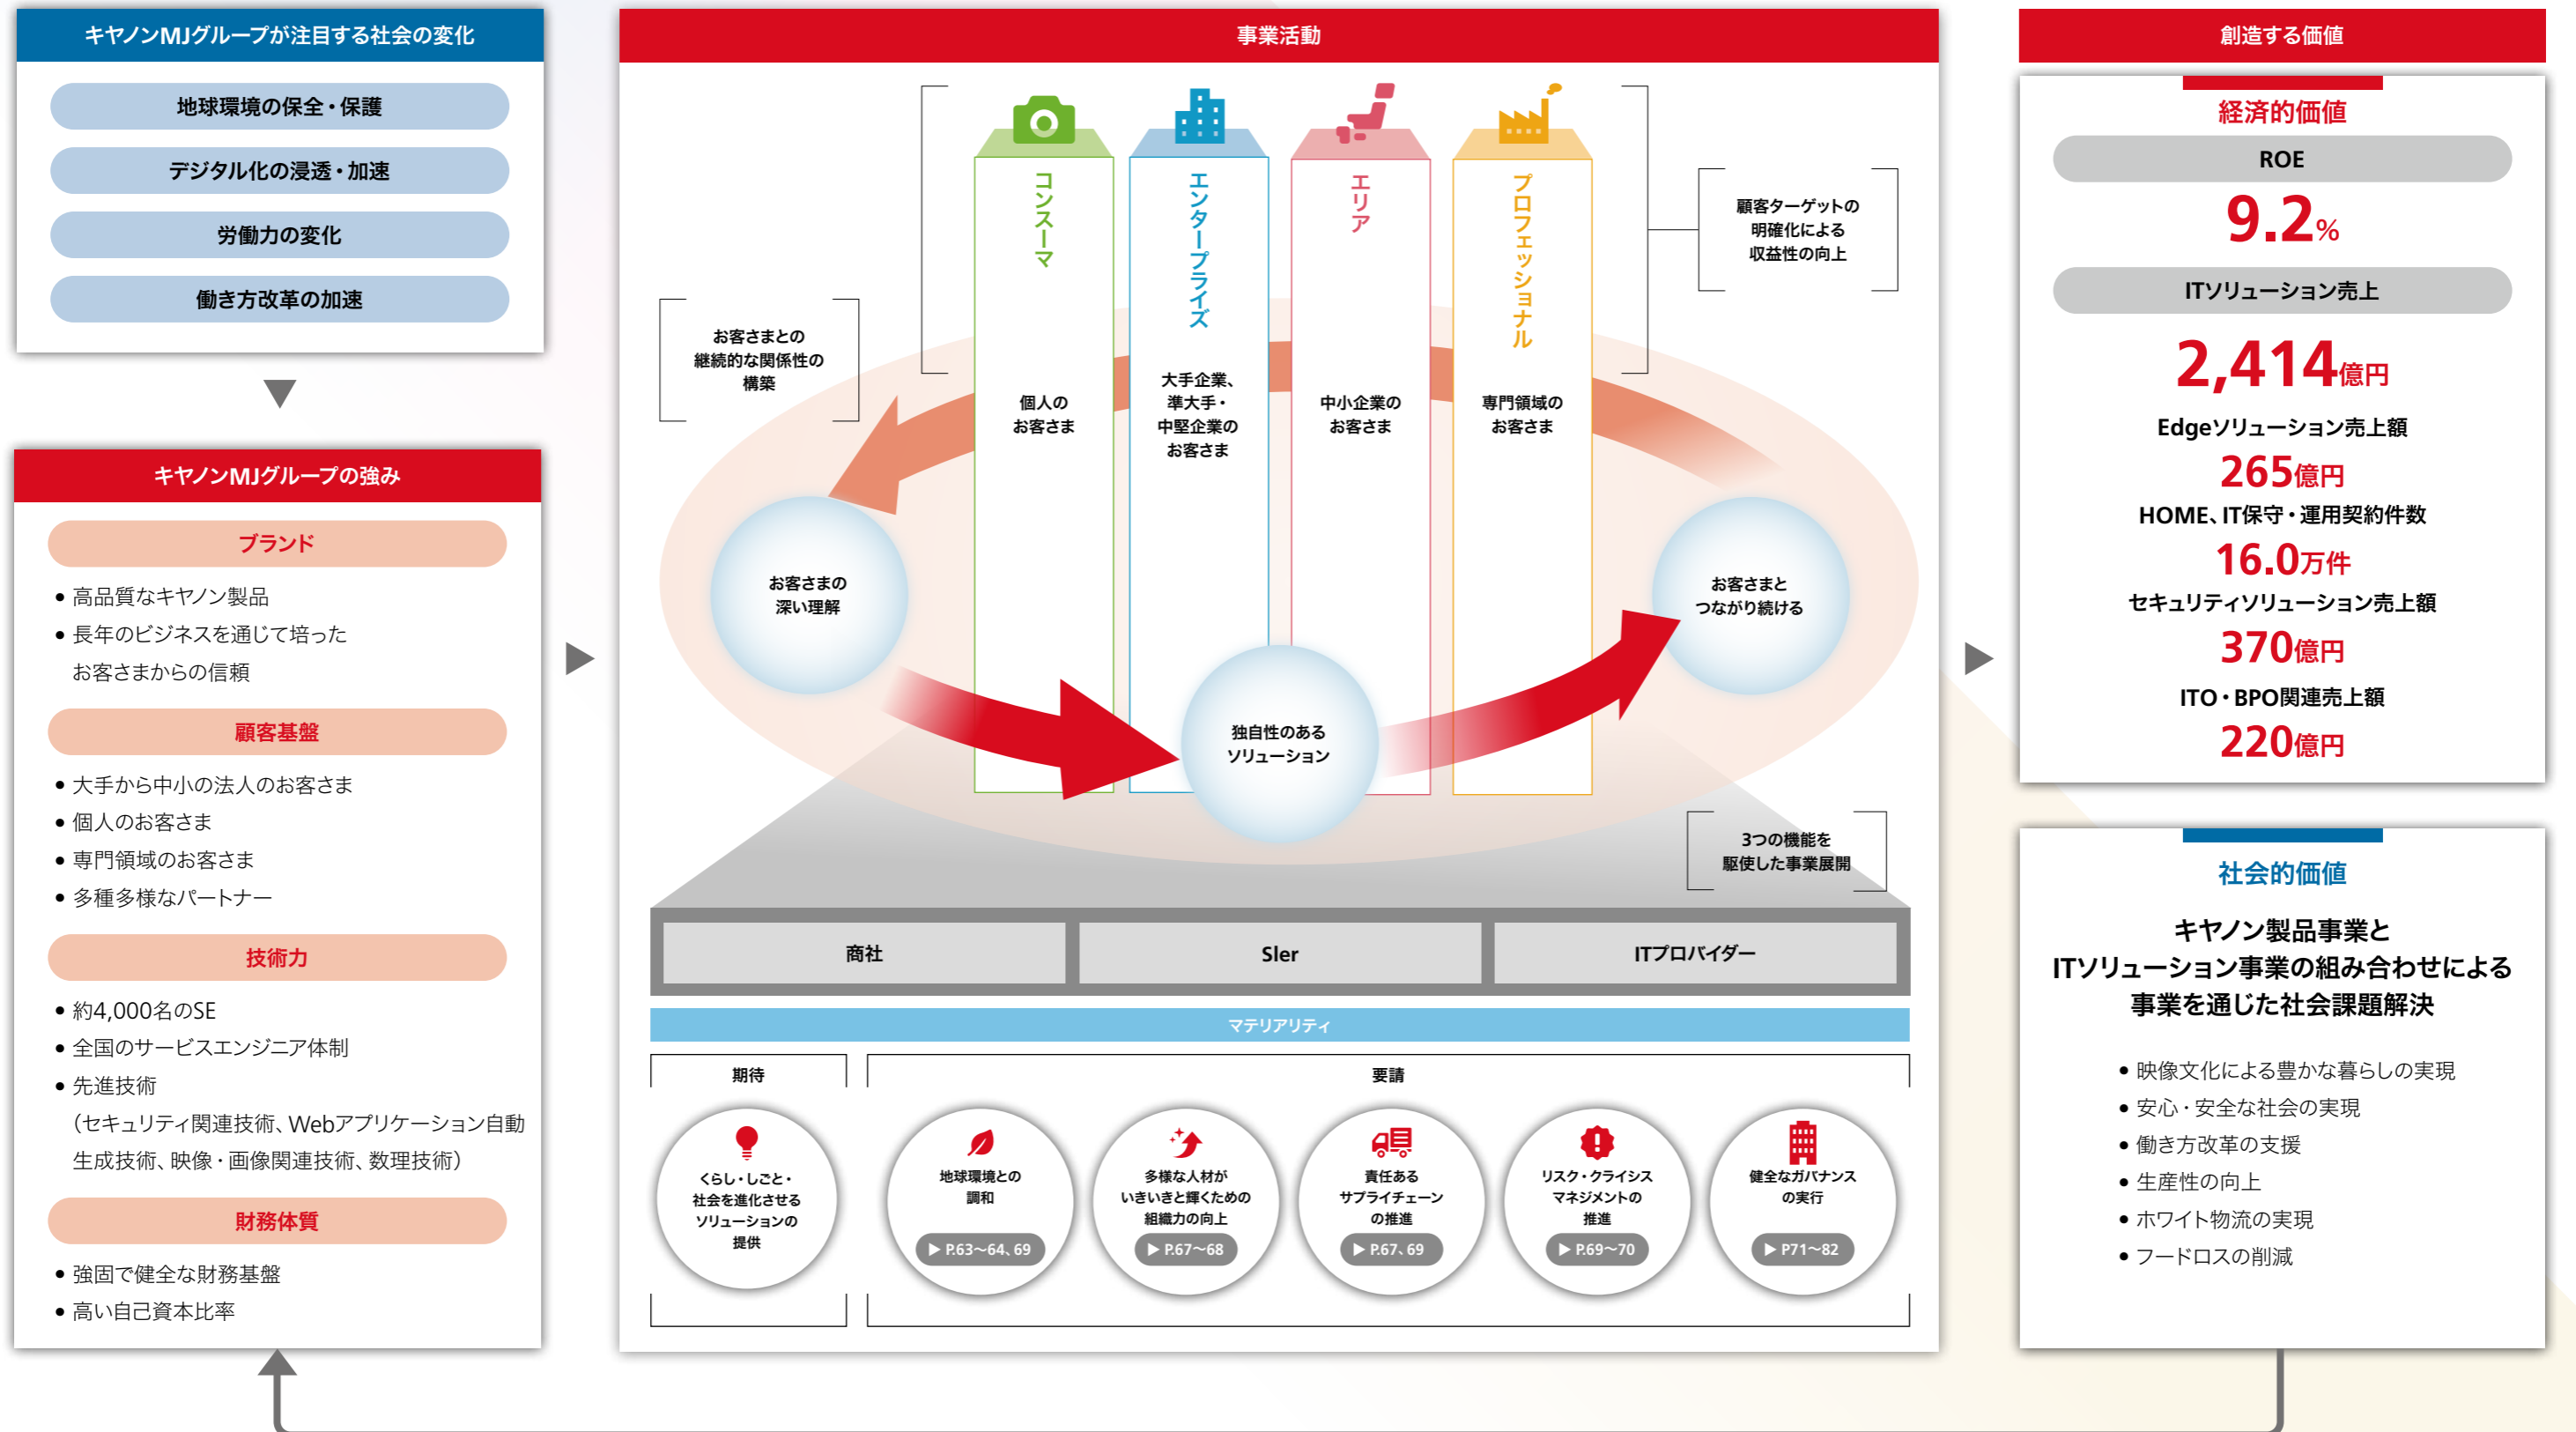 キヤノンMJグループが注目する社会の変化
地球環境の保全・保護
デジタル化の浸透・加速
労働力の変化
働き方改革の加速
キヤノンMJグループの強み
ブランド
• 高品質なキヤノン製品
• 長年のビジネスを通じて培った
お客さまからの信頼
顧客基盤
• 大手から中小の法人のお客さま
• 個人のお客さま
• 専門領域のお客さま
• 多種多様なパートナー
技術力
• 約4,000名のSE
• 全国のサービスエンジニア体制
• 先進技術
（セキュリティ関連技術、Webアプリケーション自動
生成技術、映像・画像関連技術、数理技術）
財務体質
• 強固で健全な財務基盤
• 高い自己資本比率
事業活動
コンスーマ
個人の
お客さま
エンタープライズ
大手企業、
準大手・
中堅企業の
お客さま
エリア
中小企業の
お客さま
プロフェッショナル
専門領域の
お客さま
顧客ターゲットの
明確化による
収益性の向上
お客さまとの
継続的な関係性の
構築
お客さまの
深い理解
独自性のある
ソリューション
お客さまと
つながり続ける
3つの機能を
駆使した事業展開
商社
SIer
ITプロバイダー
マテリアリティ
期待
くらし・しごと・
社会を進化させる
ソリューションの
提供
要請
地球環境との
調和
▶ P.63〜64、69
多様な人材が
いきいきと輝くための
組織力の向上
▶ P.67〜68
責任ある
サプライチェーン
の推進
▶ P.67、69
リスク・クライシス
マネジメントの
推進
▶ P.69〜70
健全なガバナンス
の実行
▶ P71〜82
創造する価値
経済的価値
ROE
9.2%
ITソリューション売上
2,414億円
Edgeソリューション売上額
265億円
HOME、IT保守・運用契約件数
16.0万件
セキュリティソリューション売上額
370億円
ITO・BPO関連売上額
220億円
社会的価値
キヤノン製品事業と
ITソリューション事業の組み合わせによる
事業を通じた社会課題解決
• 映像文化による豊かな暮らしの実現
• 安心・安全な社会の実現
• 働き方改革の支援
• 生産性の向上
• ホワイト物流の実現
• フードロスの削減